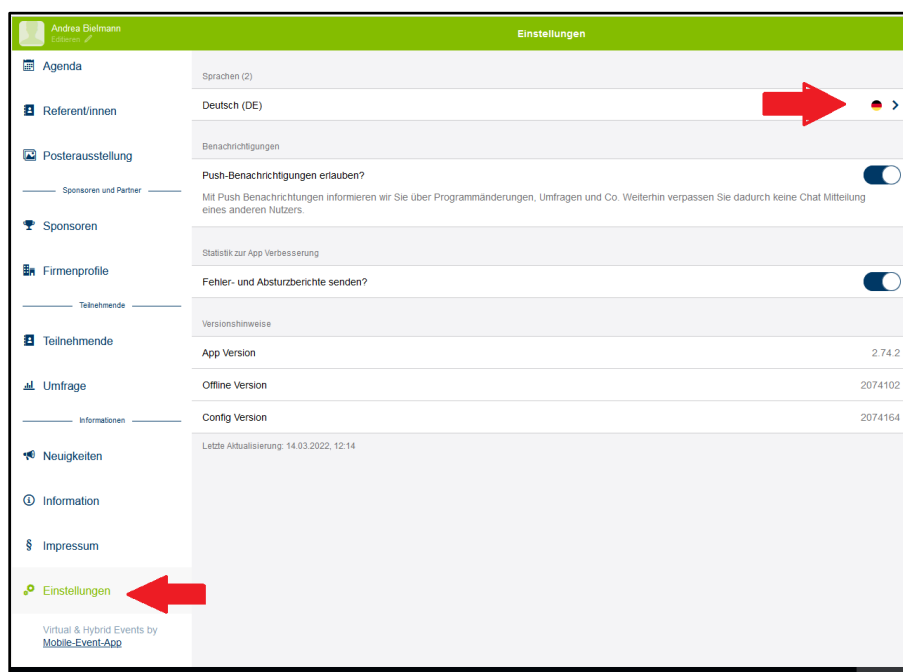 Andrea Bielmann
Editieren
Einstellungen
Agenda
Referent/innen
Posterausstellung
Sponsoren und Partner
Sponsoren
Firmenprofile
Teilnehmende
Teilnehmende
Umfrage
Informationen
Neuigkeiten
Information
Impressum
Einstellungen
Virtual & Hybrid Events by
Mobile-Event-App
Sprachen (2)
Deutsch (DE)
Benachrichtigungen
Push-Benachrichtigungen erlauben?
Mit Push Benachrichtungen informieren wir Sie über Programmänderungen, Umfragen und Co. Weiterhin verpassen Sie dadurch keine Chat Mitteilung
eines anderen Nutzers.
Statistik zur App Verbesserung
Fehler- und Absturzberichte senden?
Versionshinweise
App Version 2.74.2
Offline Version 2074102
Config Version 2074164
Letzte Aktualisierung: 14.03.2022, 12:14